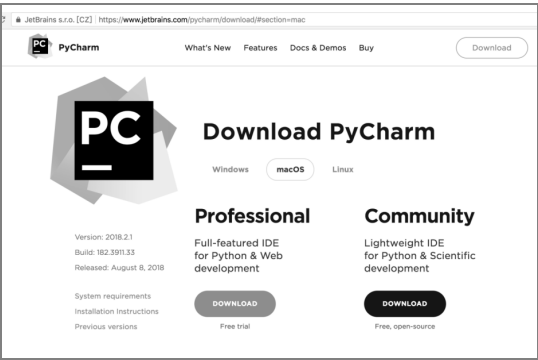 JetBrains s.r.o. [CZ] | https://www.jetbrains.com/pycharm/download/#section=mac
PC PyCharm What's New Features Docs & Demos Buy Download
PC
Download PyCharm
Windows macOS Linux
Professional
Full-featured IDE
for Python & Web
development
DOWNLOAD
Free trial
Community
Lightweight IDE
for Python & Scientific
development
DOWNLOAD
Free, open-source
Version: 2018.2.1
Build: 182.3911.33
Released: August 8, 2018
System requirements
Installation Instructions
Previous versions